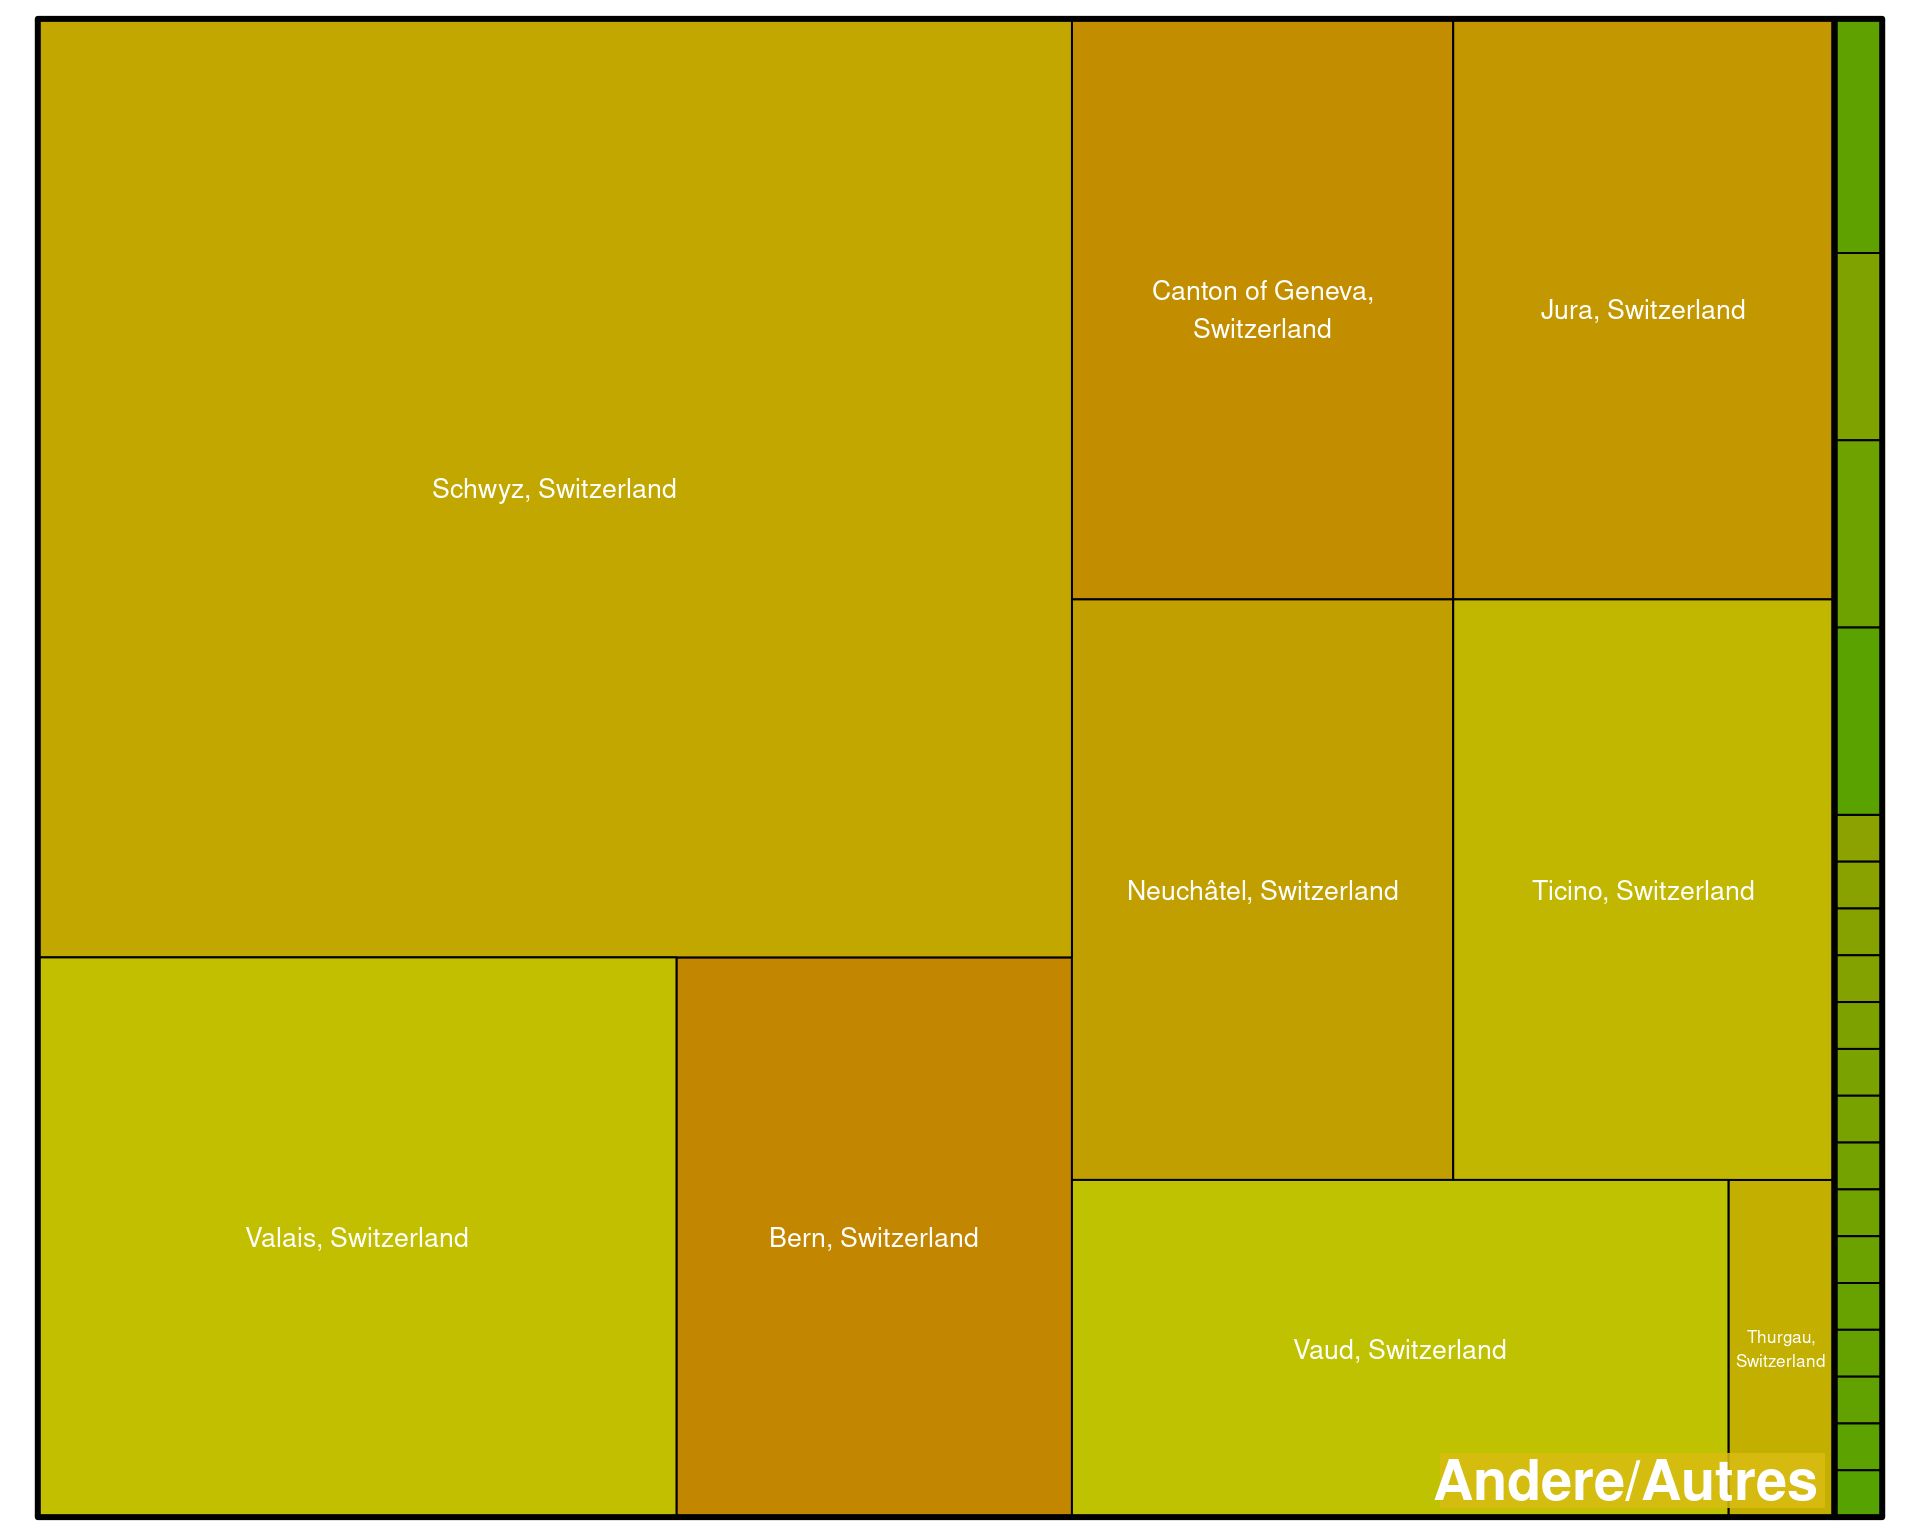 Schwyz, Switzerland
Canton of Geneva,
Switzerland
Jura, Switzerland
Neuchâtel, Switzerland
Ticino, Switzerland
Valais, Switzerland
Bern, Switzerland
Vaud, Switzerland
Thurgau,
Switzerland
Andere/Autres